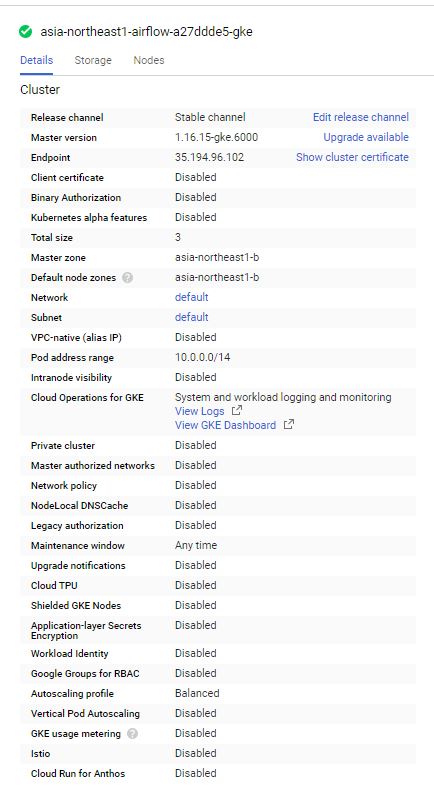 asia-northeast1-airflow-a27ddde5-gke
Details Storage Nodes
Cluster
Release channel Stable channel Edit release channel
Master version 1.16.15-gke.6000 Upgrade available
Endpoint 35.194.96.102 Show cluster certificate
Client certificate Disabled
Binary Authorization Disabled
Kubernetes alpha features Disabled
Total size 3
Master zone asia-northeast1-b
Default node zones ? asia-northeast1-b
Network default
Subnet default
VPC-native (alias IP) Disabled
Pod address range 10.0.0.0/14
Intranode visibility Disabled
Cloud Operations for GKE System and workload logging and monitoring
View Logs
View GKE Dashboard
Private cluster Disabled
Master authorized networks Disabled
Network policy Disabled
NodeLocal DNSCache Disabled
Legacy authorization Disabled
Maintenance window Any time
Upgrade notifications Disabled
Cloud TPU Disabled
Shielded GKE Nodes Disabled
Application-layer Secrets Disabled
Encryption
Workload Identity Disabled
Google Groups for RBAC Disabled
Autoscaling profile Balanced
Vertical Pod Autoscaling Disabled
GKE usage metering ? Disabled
Istio Disabled
Cloud Run for Anthos Disabled